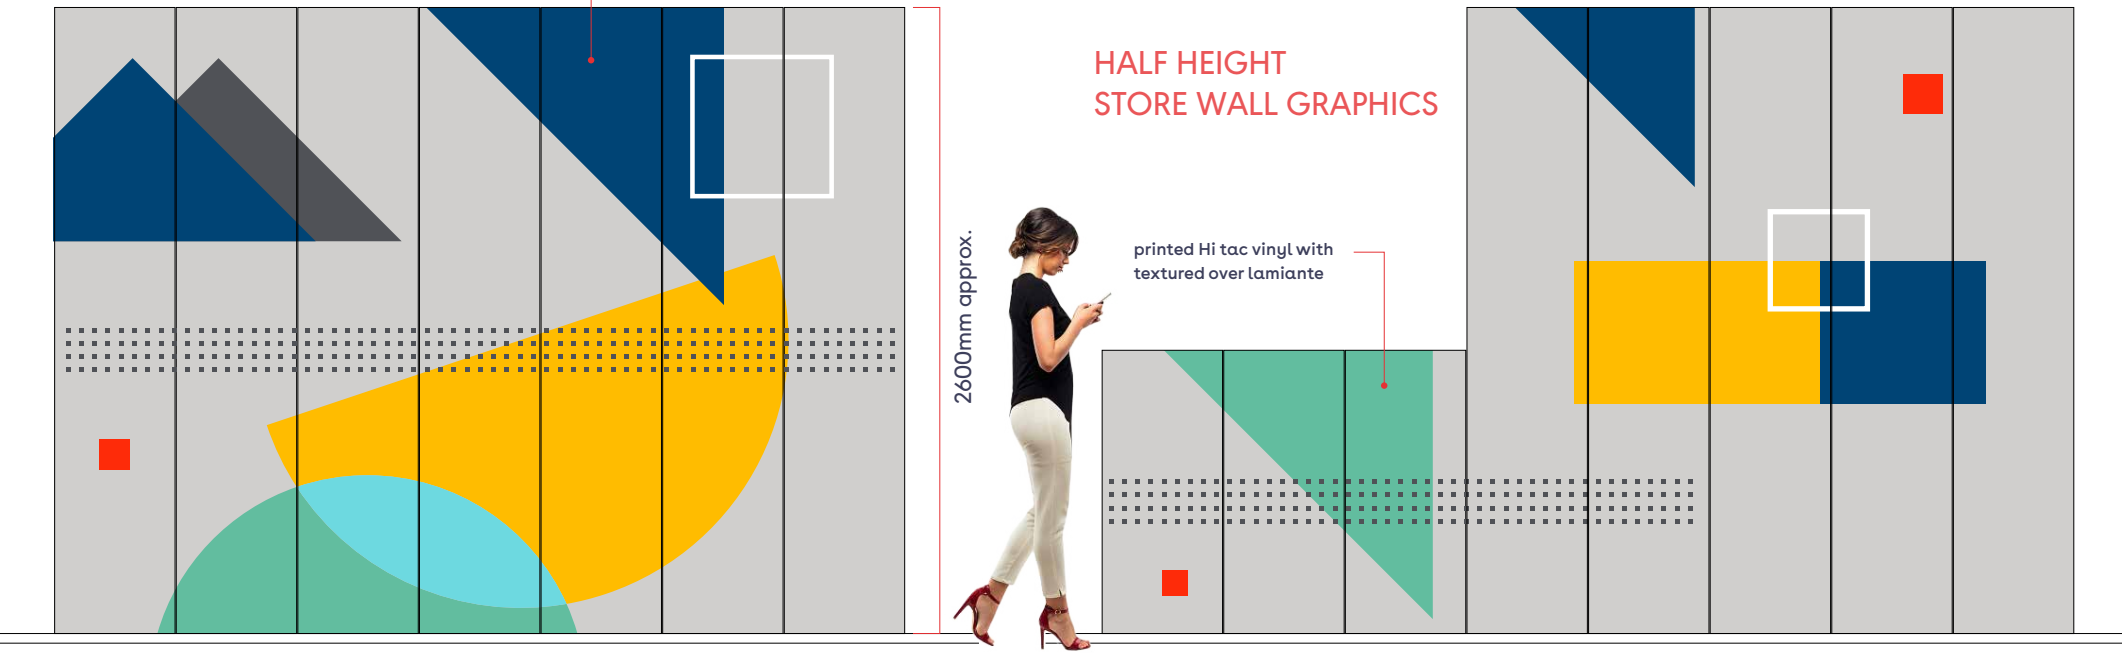 HALF HEIGHT
STORE WALL GRAPHICS
2600mm approx.
printed Hi tac vinyl with
textured over lamiante